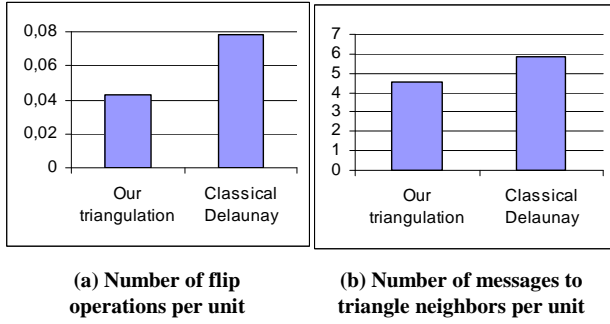 0,08
0,06
0,04
0,02
0
Our
triangulation
Classical
Delaunay
(a) Number of flip
operations per unit
7
6
5
4
3
2
1
0
Our
triangulation
Classical
Delaunay
(b) Number of messages to
triangle neighbors per unit